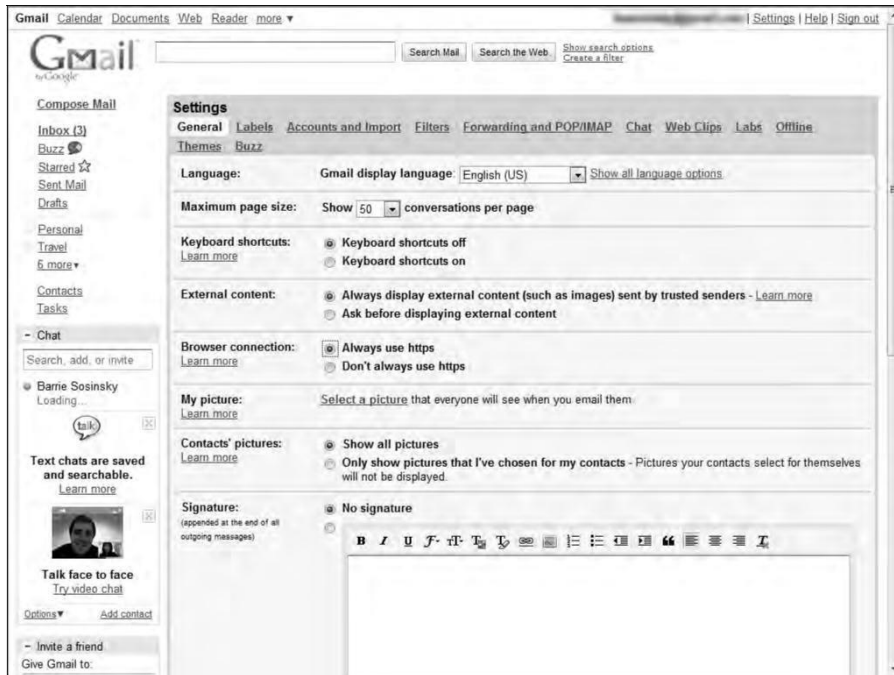 Gmail Calendar Documents Web Reader more ▼
| Settings | Help | Sign out
Gmail
by Google
Search Mail Search the Web Show search options
Create a filter
Compose Mail
Inbox (3)
Buzz
Starred
Sent Mail
Drafts
Personal
Travel
6 more▼
Contacts
Tasks
– Chat
Search, add, or invite
Barrie Sosinsky
Loading...
talk
Text chats are saved
and searchable.
Learn more
Talk face to face
Try video chat
Options▼ Add contact
– Invite a friend
Give Gmail to:
Settings
General Labels Accounts and Import Filters Forwarding and POP/IMAP Chat Web Clips Labs Offline
Themes Buzz
Language: Gmail display language: English (US) Show all language options
Maximum page size: Show 50 conversations per page
Keyboard shortcuts: Keyboard shortcuts off
Learn more Keyboard shortcuts on
External content: Always display external content (such as images) sent by trusted senders - Learn more
Ask before displaying external content
Browser connection: Always use https
Learn more Don't always use https
My picture: Select a picture that everyone will see when you email them
Learn more
Contacts' pictures: Show all pictures
Learn more Only show pictures that I've chosen for my contacts - Pictures your contacts select for themselves
will not be displayed.
Signature: No signature
(appended at the end of all
outgoing messages)
B I U